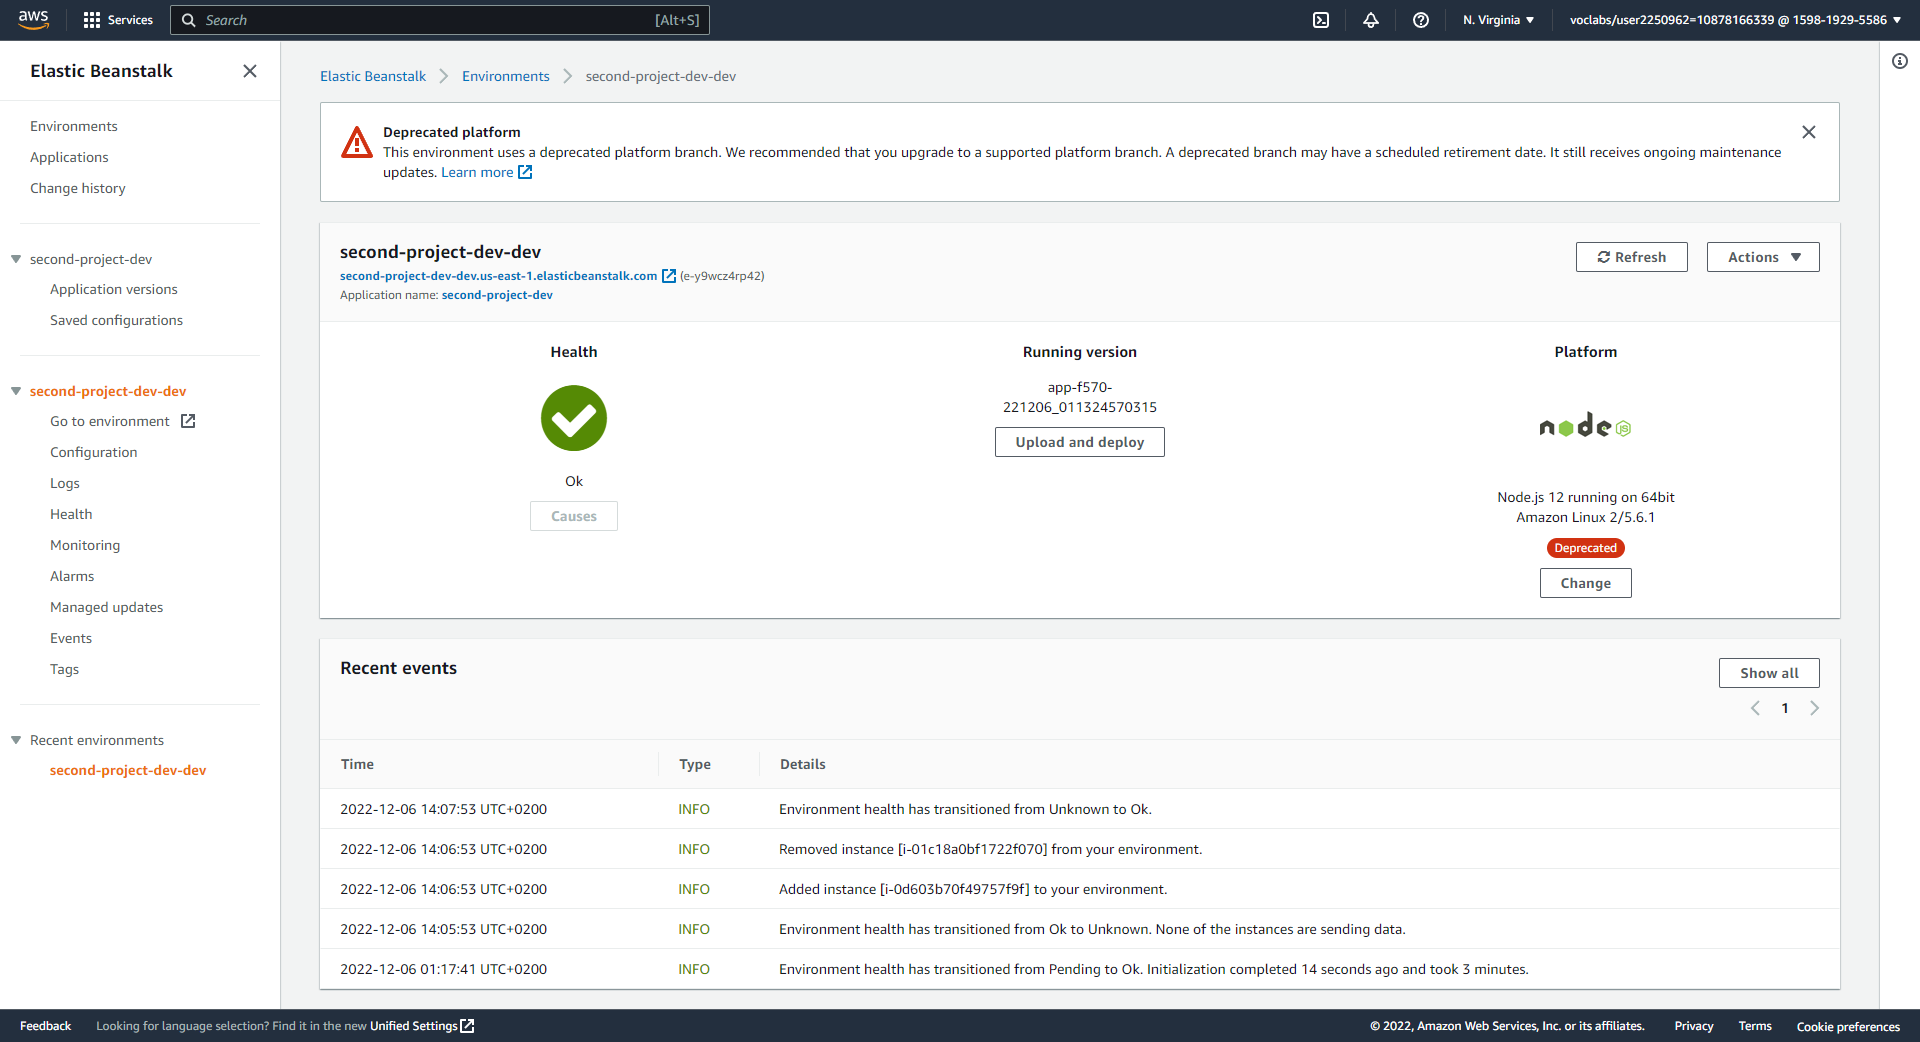 aws
Services
Search
[Alt+S]
N. Virginia
voclabs/user2250962=10878166339 @ 1598-1929-5586
Elastic Beanstalk
Environments
Applications
Change history
second-project-dev
Application versions
Saved configurations
second-project-dev-dev
Go to environment
Configuration
Logs
Health
Monitoring
Alarms
Managed updates
Events
Tags
Recent environments
second-project-dev-dev
Elastic Beanstalk
Environments
second-project-dev-dev
Deprecated platform
This environment uses a deprecated platform branch. We recommended that you upgrade to a supported platform branch. A deprecated branch may have a scheduled retirement date. It still receives ongoing maintenance
updates. Learn more
second-project-dev-dev
second-project-dev-dev.us-east-1.elasticbeanstalk.com (e-y9wcz4rp42)
Application name: second-project-dev
Refresh
Actions
Health
Ok
Causes
Running version
app-f570-
221206_011324570315
Upload and deploy
Platform
node JS
Node.js 12 running on 64bit
Amazon Linux 2/5.6.1
Deprecated
Change
Recent events
Show all
1
Time Type Details
2022-12-06 14:07:53 UTC+0200 INFO Environment health has transitioned from Unknown to Ok.
2022-12-06 14:06:53 UTC+0200 INFO Removed instance [i-01c18a0bf1722f070] from your environment.
2022-12-06 14:06:53 UTC+0200 INFO Added instance [i-0d603b70f49757f9f] to your environment.
2022-12-06 14:05:53 UTC+0200 INFO Environment health has transitioned from Ok to Unknown. None of the instances are sending data.
2022-12-06 01:17:41 UTC+0200 INFO Environment health has transitioned from Pending to Ok. Initialization completed 14 seconds ago and took 3 minutes.
Feedback
Looking for language selection? Find it in the new Unified Settings
© 2022, Amazon Web Services, Inc. or its affiliates.
Privacy
Terms
Cookie preferences